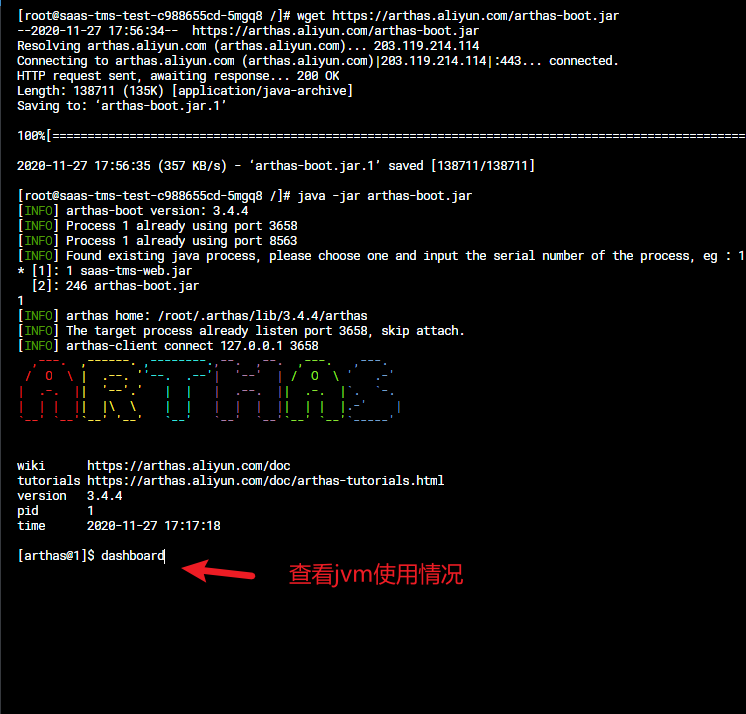 [root@saas-tms-test-c988655cd-5mgq8 /]# wget https://arthas.aliyun.com/arthas-boot.jar
--2020-11-27 17:56:34--  https://arthas.aliyun.com/arthas-boot.jar
Resolving arthas.aliyun.com (arthas.aliyun.com)... 203.119.214.114
Connecting to arthas.aliyun.com (arthas.aliyun.com)|203.119.214.114|:443... connected.
HTTP request sent, awaiting response... 200 OK
Length: 138711 (135K) [application/java-archive]
Saving to: ‘arthas-boot.jar.1’
100%[===================================================================================================
2020-11-27 17:56:35 (357 KB/s) - ‘arthas-boot.jar.1’ saved [138711/138711]
[root@saas-tms-test-c988655cd-5mgq8 /]# java -jar arthas-boot.jar
[INFO] arthas-boot version: 3.4.4
[INFO] Process 1 already using port 3658
[INFO] Process 1 already using port 8563
[INFO] Found existing java process, please choose one and input the serial number of the process, eg : 1
* [1]: 1 saas-tms-web.jar
  [2]: 246 arthas-boot.jar
1
[INFO] arthas home: /root/.arthas/lib/3.4.4/arthas
[INFO] The target process already listen port 3658, skip attach.
[INFO] arthas-client connect 127.0.0.1 3658
ARTHAS
wiki      https://arthas.aliyun.com/doc
tutorials https://arthas.aliyun.com/doc/arthas-tutorials.html
version   3.4.4
pid       1
time      2020-11-27 17:17:18
[arthas@1]$ dashboard
查看jvm使用情况